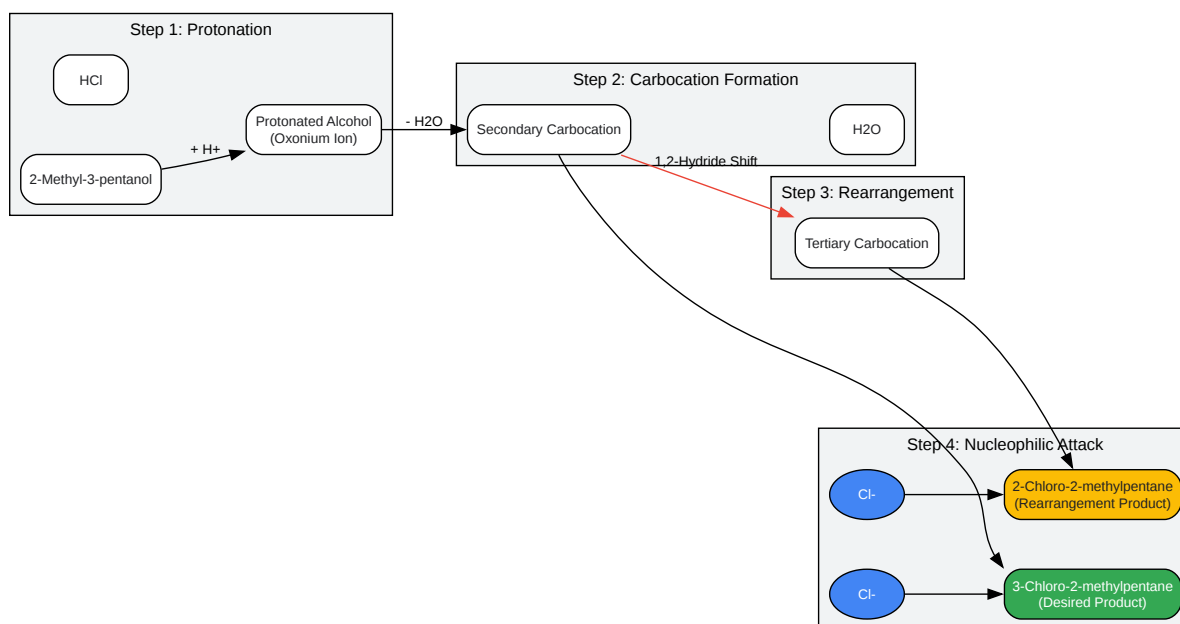 Step 1: Protonation
HCl
2-Methyl-3-pentanol
+ H+
Protonated Alcohol
(Oxonium Ion)
- H2O
Step 2: Carbocation Formation
Secondary Carbocation
H2O
1,2-Hydride Shift
Step 3: Rearrangement
Tertiary Carbocation
Step 4: Nucleophilic Attack
Cl-
2-Chloro-2-methylpentane
(Rearrangement Product)
Cl-
3-Chloro-2-methylpentane
(Desired Product)